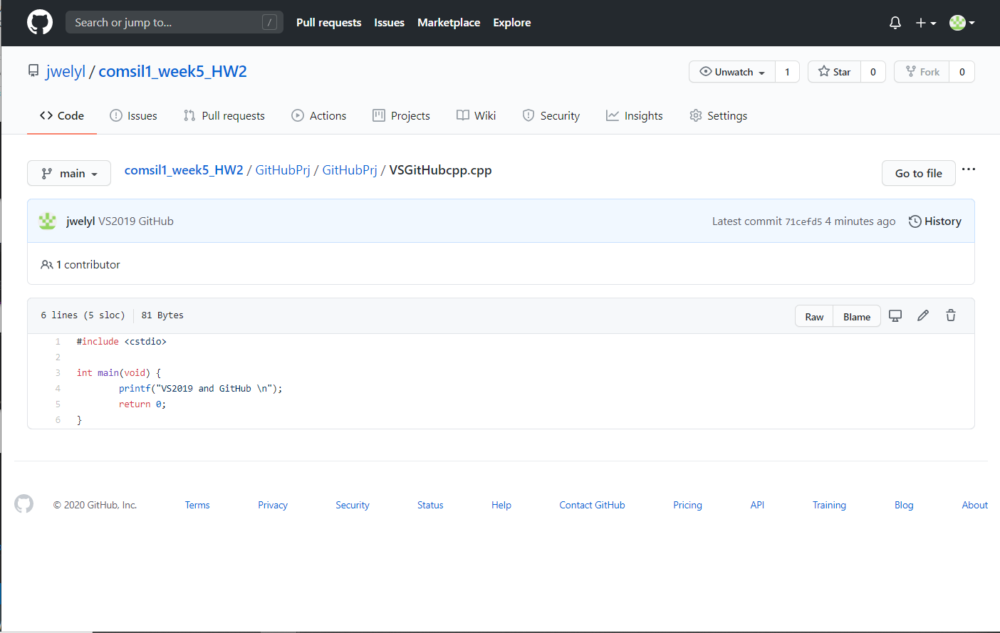 Search or jump to... /
Pull requests Issues Marketplace Explore
jwelyl / comsil1_week5_HW2
Unwatch 1 Star 0 Fork 0
Code Issues Pull requests Actions Projects Wiki Security Insights Settings
main comsil1_week5_HW2 / GitHubPrj / GitHubPrj / VSGitHubcpp.cpp Go to file ...
jwelyl VS2019 GitHub Latest commit 71cefd5 4 minutes ago History
1 contributor
6 lines (5 sloc) 81 Bytes Raw Blame
1 #include <cstdio>
2
3 int main(void) {
4 printf("VS2019 and GitHub \n");
5 return 0;
6 }
© 2020 GitHub, Inc. Terms Privacy Security Status Help Contact GitHub Pricing API Training Blog About